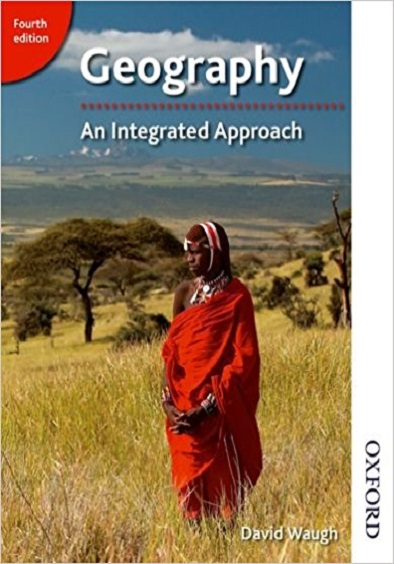 Fourth
edition
Geography
An Integrated Approach
David Waugh
OXFORD